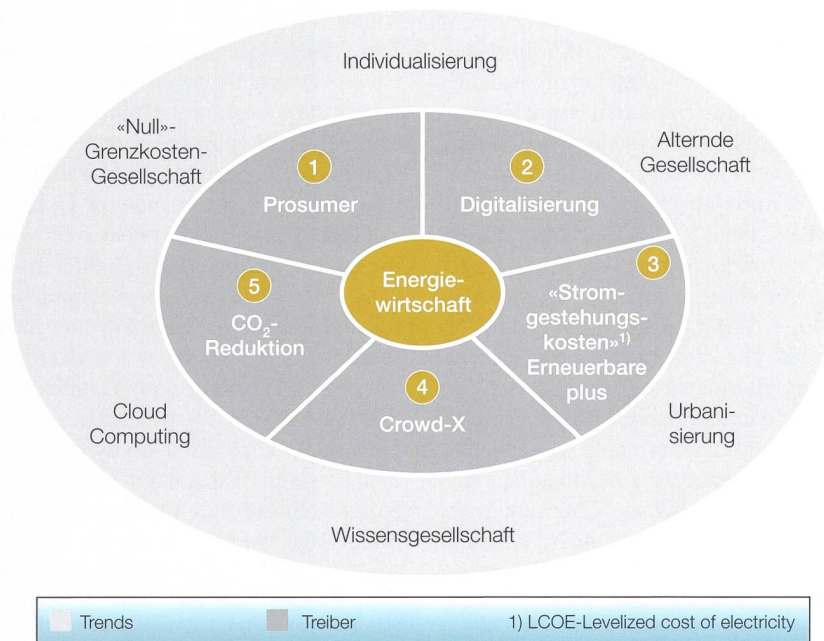 Individualisierung
«Null»-
Grenzkosten-
Gesellschaft
Alternde
Gesellschaft
1
Prosumer
2
Digitalisierung
Energie-
wirtschaft
3
«Strom-
gestehungs-
kosten»1)
Erneuerbare
plus
5
CO2-
Reduktion
4
Crowd-X
Cloud
Computing
Urbani-
sierung
Wissensgesellschaft
Trends
Treiber
1) LCOE-Levelized cost of electricity